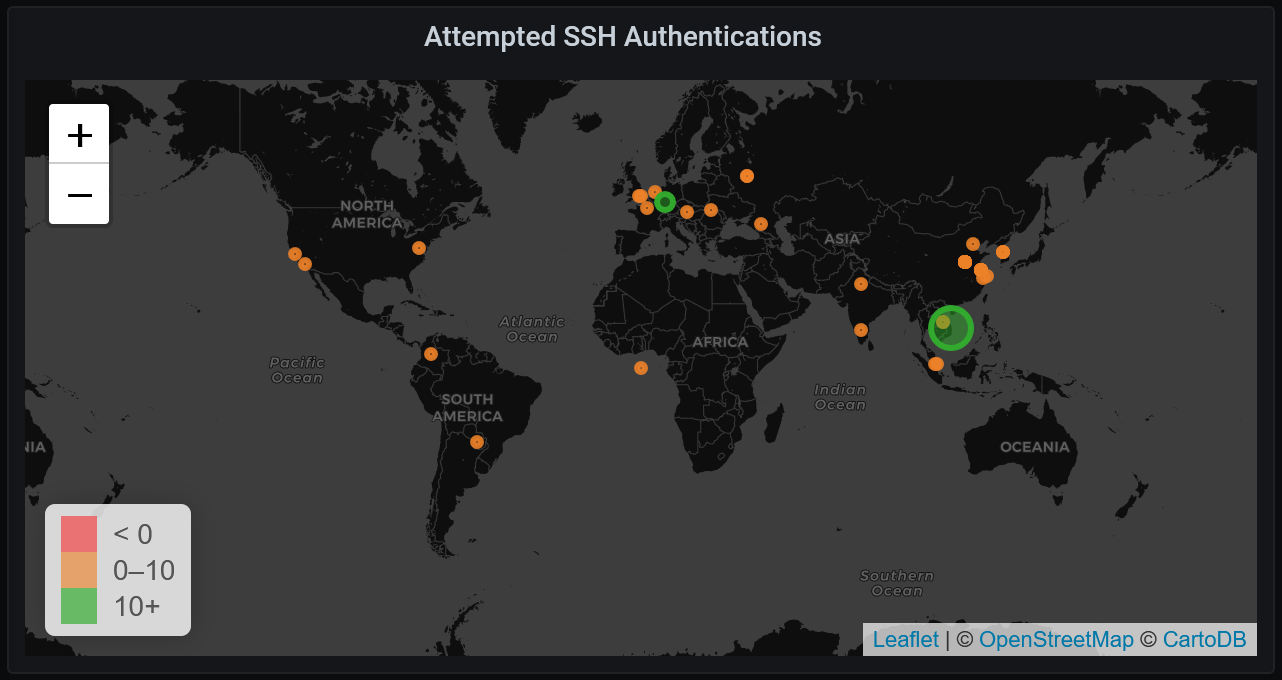 Attempted SSH Authentications
+
−
NORTH
AMERICA
ASIA
Atlantic
Ocean
AFRICA
Pacific
Ocean
SOUTH
AMERICA
Indian
Ocean
NIA
OCEANIA
< 0
0–10
10+
Southern
Ocean
Leaflet | © OpenStreetMap © CartoDB